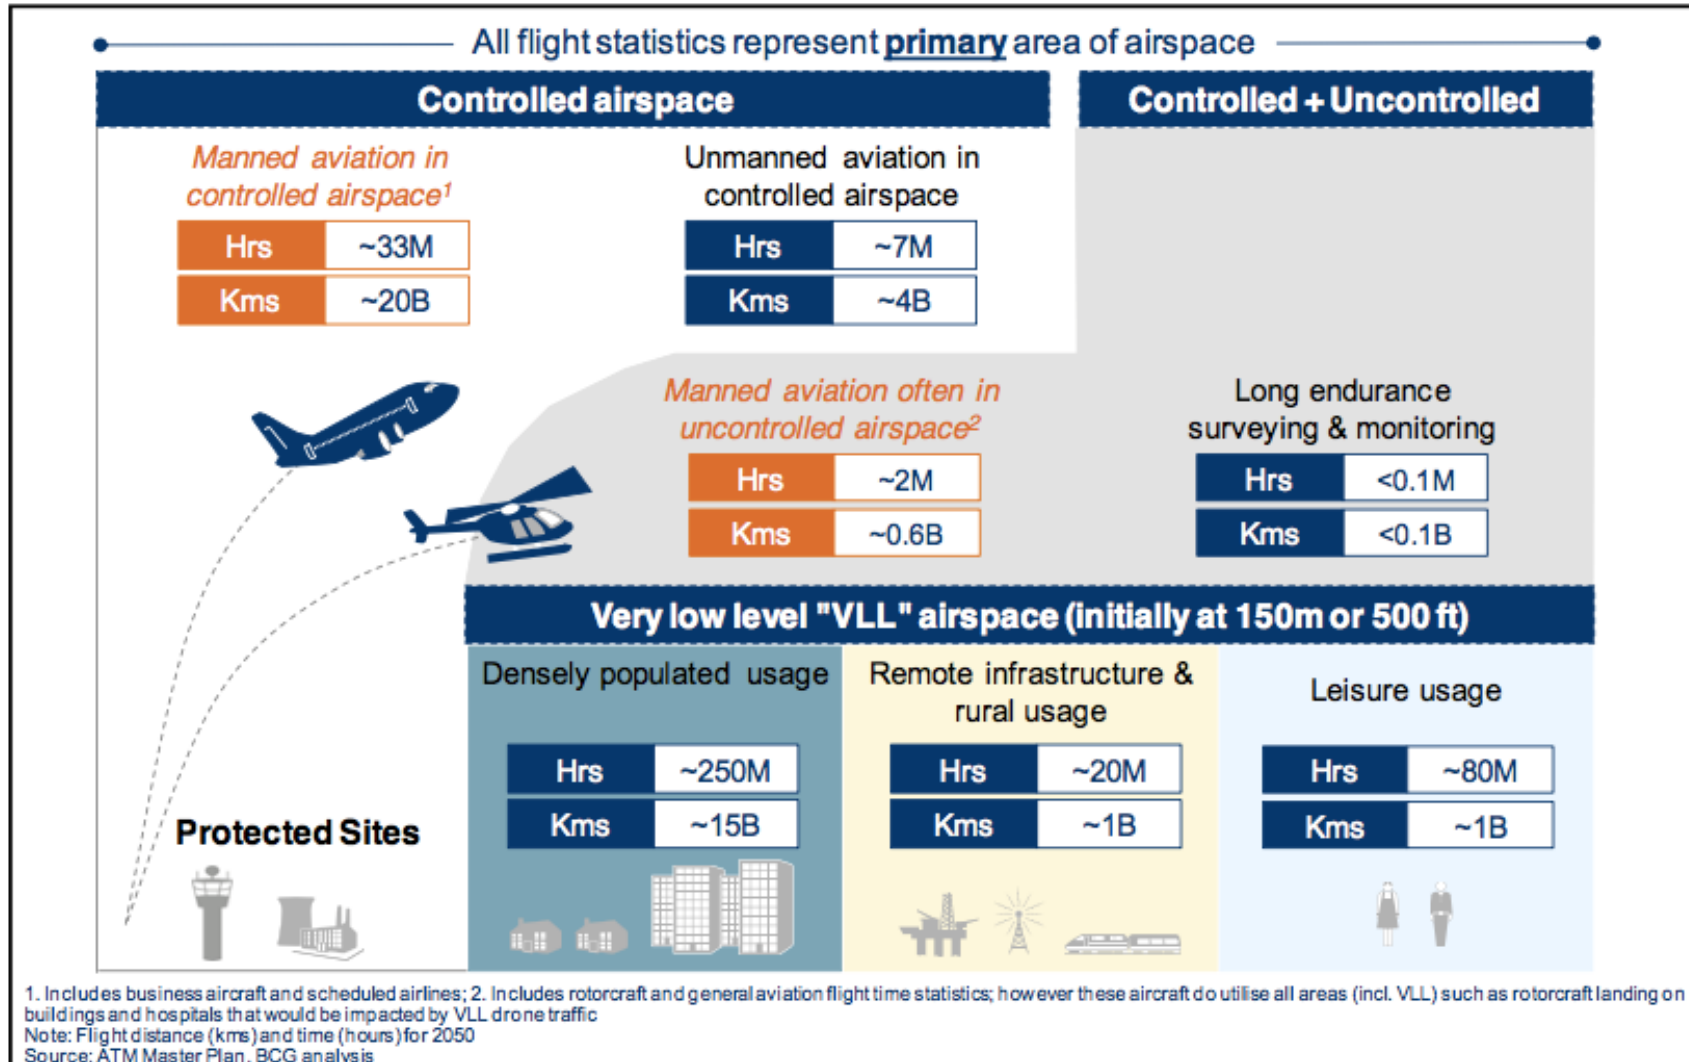 All flight statistics represent primary area of airspace
Controlled airspace
Controlled + Uncontrolled
Manned aviation in
controlled airspace1
Hrs ~33M
Kms ~20B
Unmanned aviation in
controlled airspace
Hrs ~7M
Kms ~4B
Manned aviation often in
uncontrolled airspace2
Hrs ~2M
Kms ~0.6B
Long endurance
surveying & monitoring
Hrs <0.1M
Kms <0.1B
Very low level "VLL" airspace (initially at 150m or 500 ft)
Densely populated usage
Hrs ~250M
Kms ~15B
Remote infrastructure &
rural usage
Hrs ~20M
Kms ~1B
Leisure usage
Hrs ~80M
Kms ~1B
Protected Sites
1. Includes business aircraft and scheduled airlines; 2. Includes rotorcraft and general aviation flight time statistics; however these aircraft do utilise all areas (incl. VLL) such as rotorcraft landing on
buildings and hospitals that would be impacted by VLL drone traffic
Note: Flight distance (kms) and time (hours) for 2050
Source: ATM Master Plan, BCG analysis